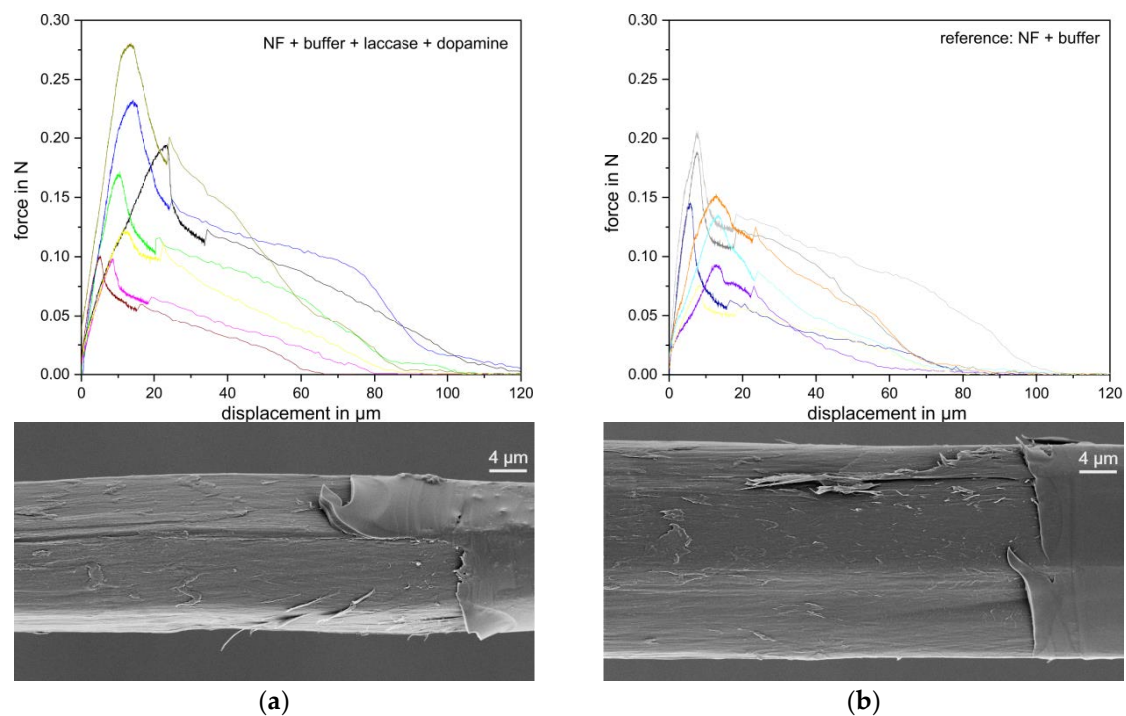 0.30
0.25
0.20
0.15
0.10
0.05
0.00
force in N
NF + buffer + laccase + dopamine
0 20 40 60 80 100 120
displacement in µm
0.30
0.25
0.20
0.15
0.10
0.05
0.00
force in N
reference: NF + buffer
0 20 40 60 80 100 120
displacement in µm
4 µm
4 µm
(a)
(b)